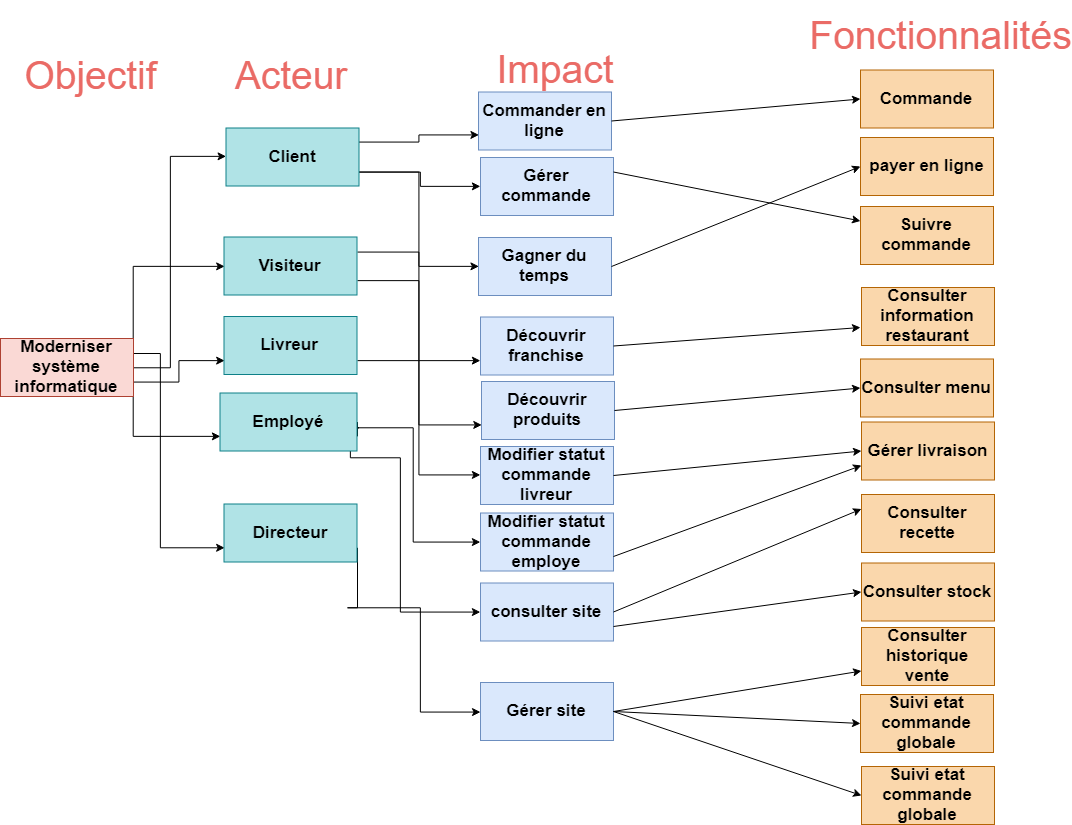 Objectif
Acteur
Impact
Fonctionnalités
Moderniser
système
informatique
Client
Visiteur
Livreur
Employé
Directeur
Commander en
ligne
Gérer
commande
Gagner du
temps
Découvrir
franchise
Découvrir
produits
Modifier statut
commande
livreur
Modifier statut
commande
employe
consulter site
Gérer site
Commande
payer en ligne
Suivre
commande
Consulter
information
restaurant
Consulter menu
Gérer livraison
Consulter
recette
Consulter stock
Consulter
historique
vente
Suivi etat
commande
globale
Suivi etat
commande
globale